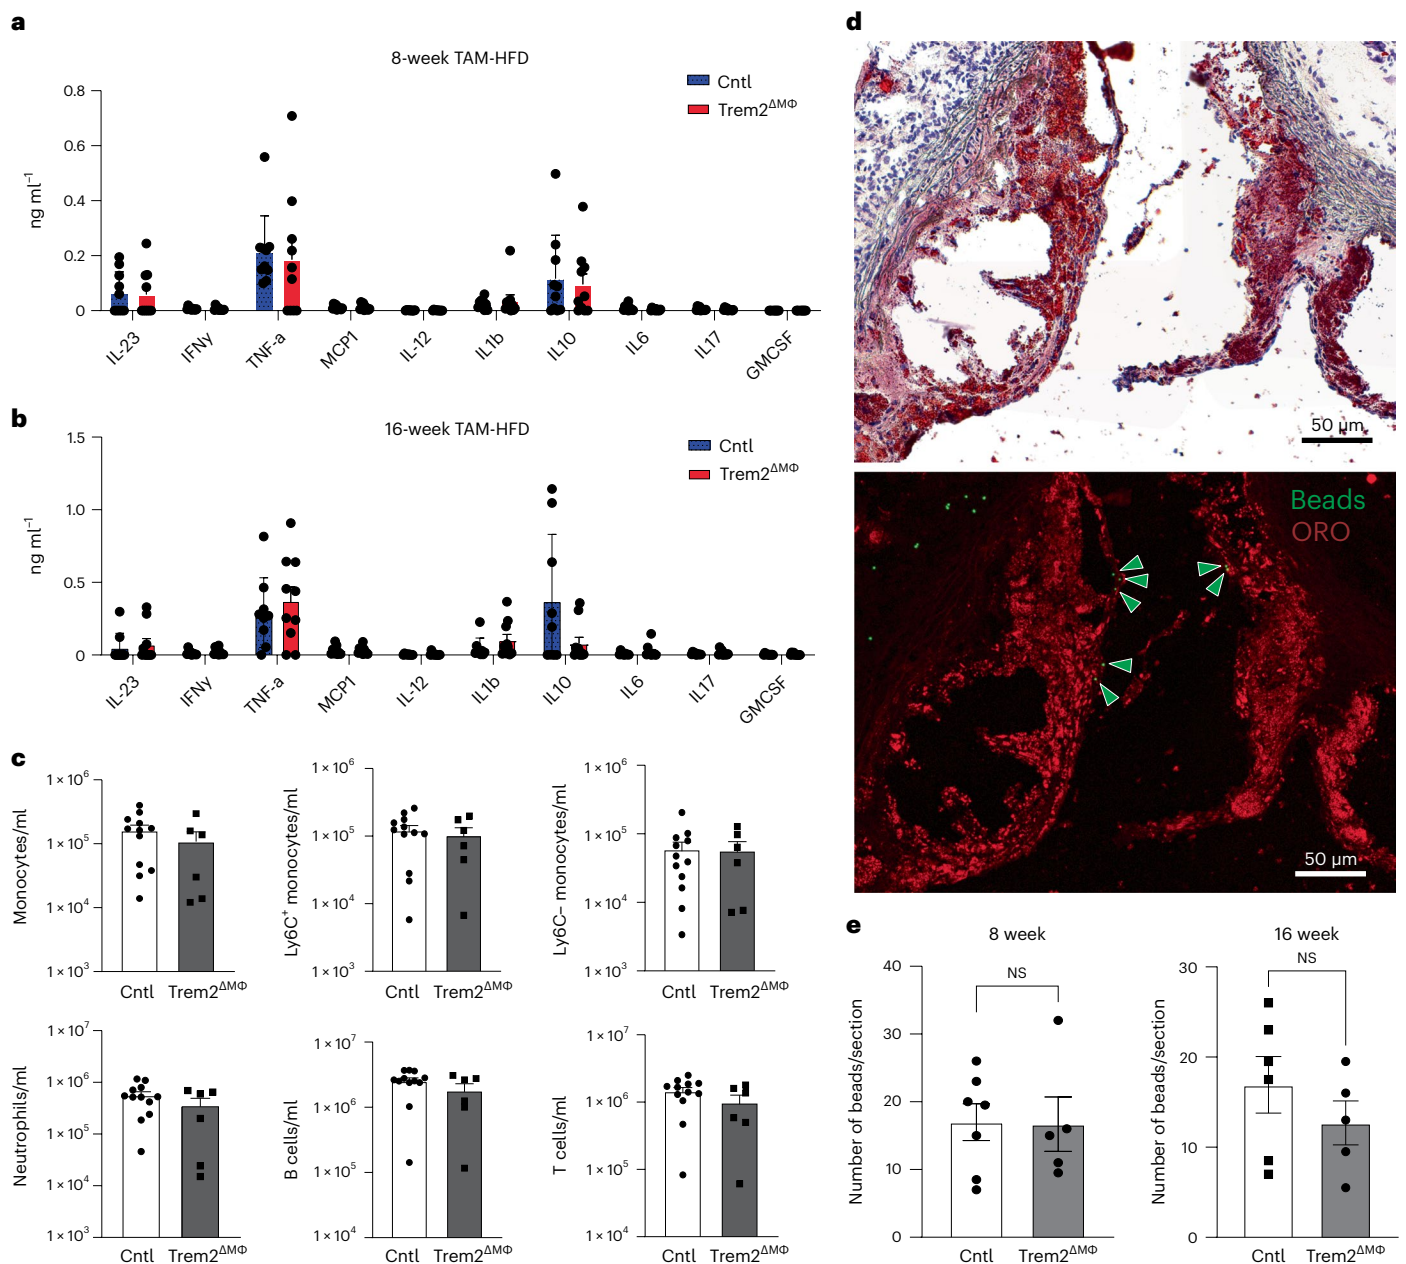 a
8-week TAM-HFD
Cntl
Trem2ΔMΦ
ng ml−1
0.8
0.6
0.4
0.2
0
IL-23
IFNγ
TNF-a
MCP1
IL-12
IL1b
IL10
IL6
IL17
GMCSF
b
16-week TAM-HFD
Cntl
Trem2ΔMΦ
ng ml−1
1.5
1.0
0.5
0
IL-23
IFNγ
TNF-a
MCP1
IL-12
IL1b
IL10
IL6
IL17
GMCSF
c
Monocytes/ml
1 × 10⁶
1 × 10⁵
1 × 10⁴
1 × 10³
Cntl Trem2ΔMΦ
Ly6C+ monocytes/ml
1 × 10⁶
1 × 10⁵
1 × 10⁴
1 × 10³
Cntl Trem2ΔMΦ
Ly6C– monocytes/ml
1 × 10⁶
1 × 10⁵
1 × 10⁴
1 × 10³
Cntl Trem2ΔMΦ
Neutrophils/ml
1 × 10⁷
1 × 10⁶
1 × 10⁵
1 × 10⁴
1 × 10³
Cntl Trem2ΔMΦ
B cells/ml
1 × 10⁷
1 × 10⁶
1 × 10⁵
1 × 10⁴
Cntl Trem2ΔMΦ
T cells/ml
1 × 10⁷
1 × 10⁶
1 × 10⁵
1 × 10⁴
Cntl Trem2ΔMΦ
d
50 µm
Beads
ORO
50 µm
e
8 week
NS
Number of beads/section
40
30
20
10
0
Cntl Trem2ΔMΦ
16 week
NS
Number of beads/section
30
20
10
0
Cntl Trem2ΔMΦ